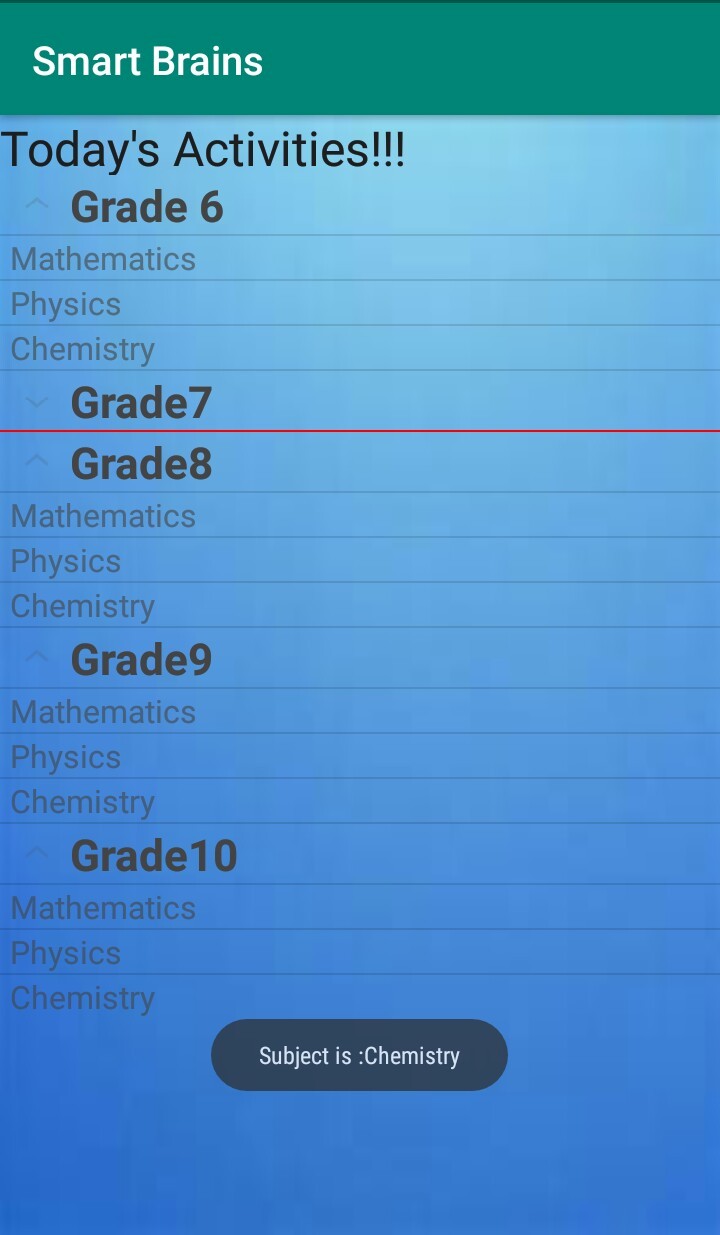 Smart Brains
Today's Activities!!!
Grade 6
Mathematics
Physics
Chemistry
Grade7
Grade8
Mathematics
Physics
Chemistry
Grade9
Mathematics
Physics
Chemistry
Grade10
Mathematics
Physics
Chemistry
Subject is :Chemistry